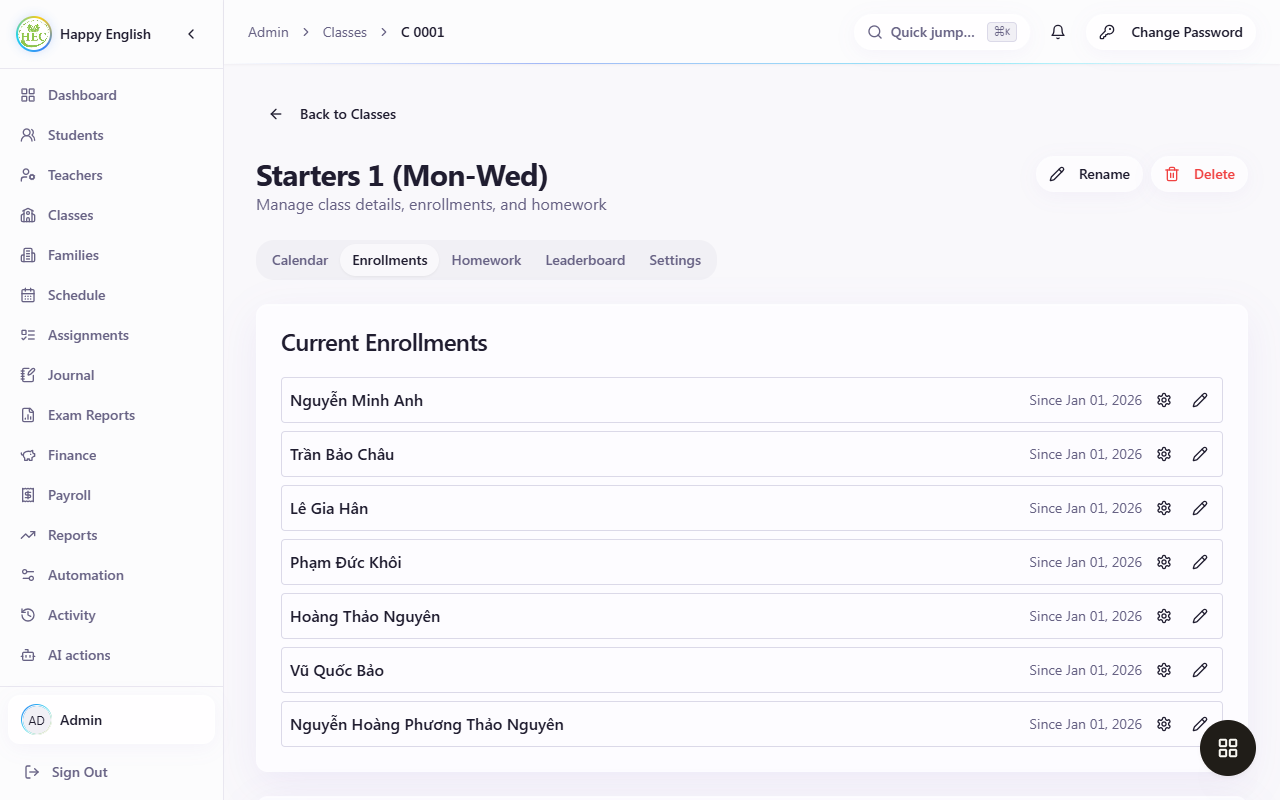 HEC
Happy English
Admin
Classes
C 0001
Quick jump...
⌘K
Change Password
Dashboard
Students
Teachers
Classes
Families
Schedule
Assignments
Journal
Exam Reports
Finance
Payroll
Reports
Automation
Activity
AI actions
AD
Admin
Sign Out
Back to Classes
Starters 1 (Mon-Wed)
Manage class details, enrollments, and homework
Rename
Delete
Calendar
Enrollments
Homework
Leaderboard
Settings
Current Enrollments
Nguyễn Minh Anh
Since Jan 01, 2026
Trần Bảo Châu
Since Jan 01, 2026
Lê Gia Hân
Since Jan 01, 2026
Phạm Đức Khôi
Since Jan 01, 2026
Hoàng Thảo Nguyên
Since Jan 01, 2026
Vũ Quốc Bảo
Since Jan 01, 2026
Nguyễn Hoàng Phương Thảo Nguyên
Since Jan 01, 2026